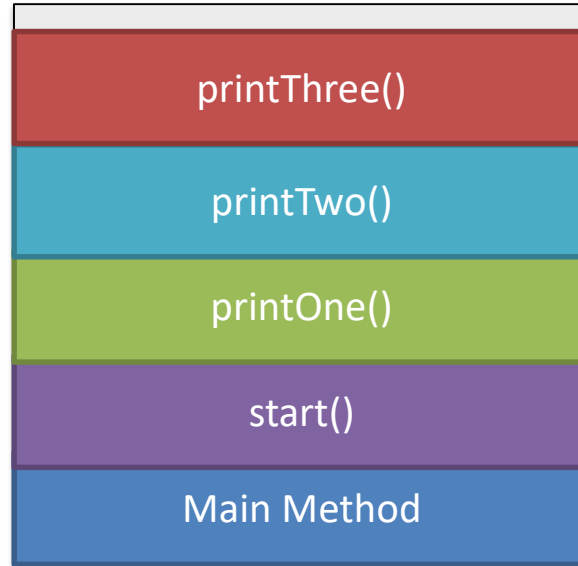 printThree()
printTwo()
printOne()
start()
Main Method